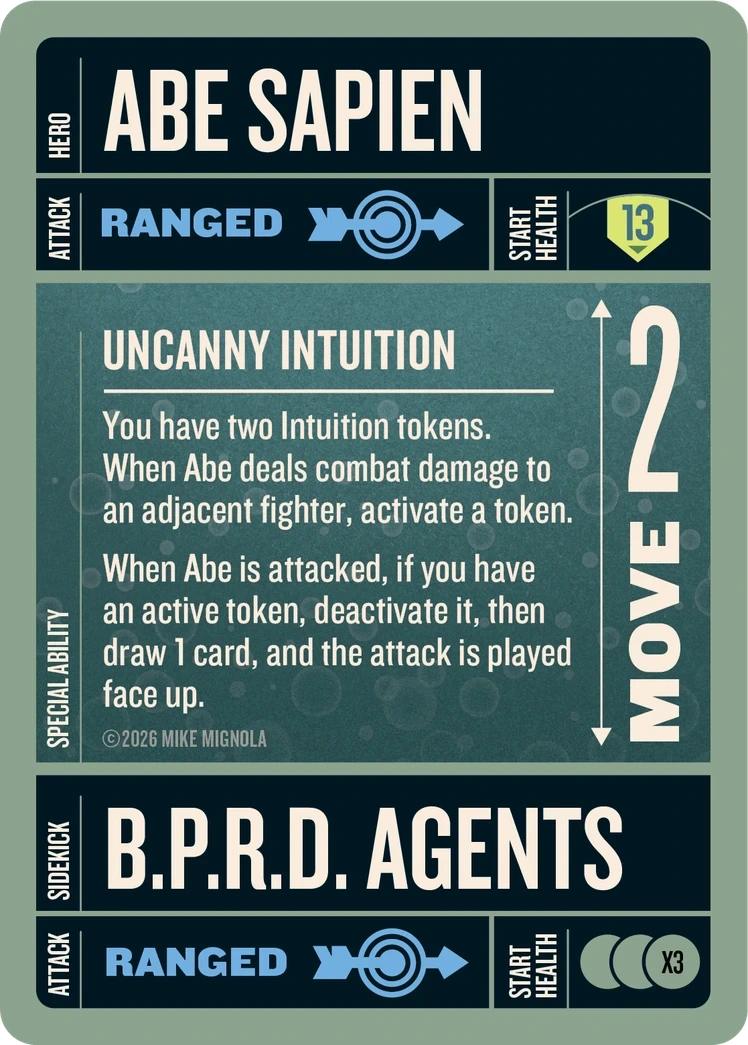 HERO
ABE SAPIEN
ATTACK
RANGED
START
HEALTH
13
SPECIAL ABILITY
UNCANNY INTUITION
You have two Intuition tokens.
When Abe deals combat damage to
an adjacent fighter, activate a token.
When Abe is attacked, if you have
an active token, deactivate it, then
draw 1 card, and the attack is played
face up.
©2026 MIKE MIGNOLA
MOVE 2
SIDEKICK
B.P.R.D. AGENTS
ATTACK
RANGED
START
HEALTH
X3